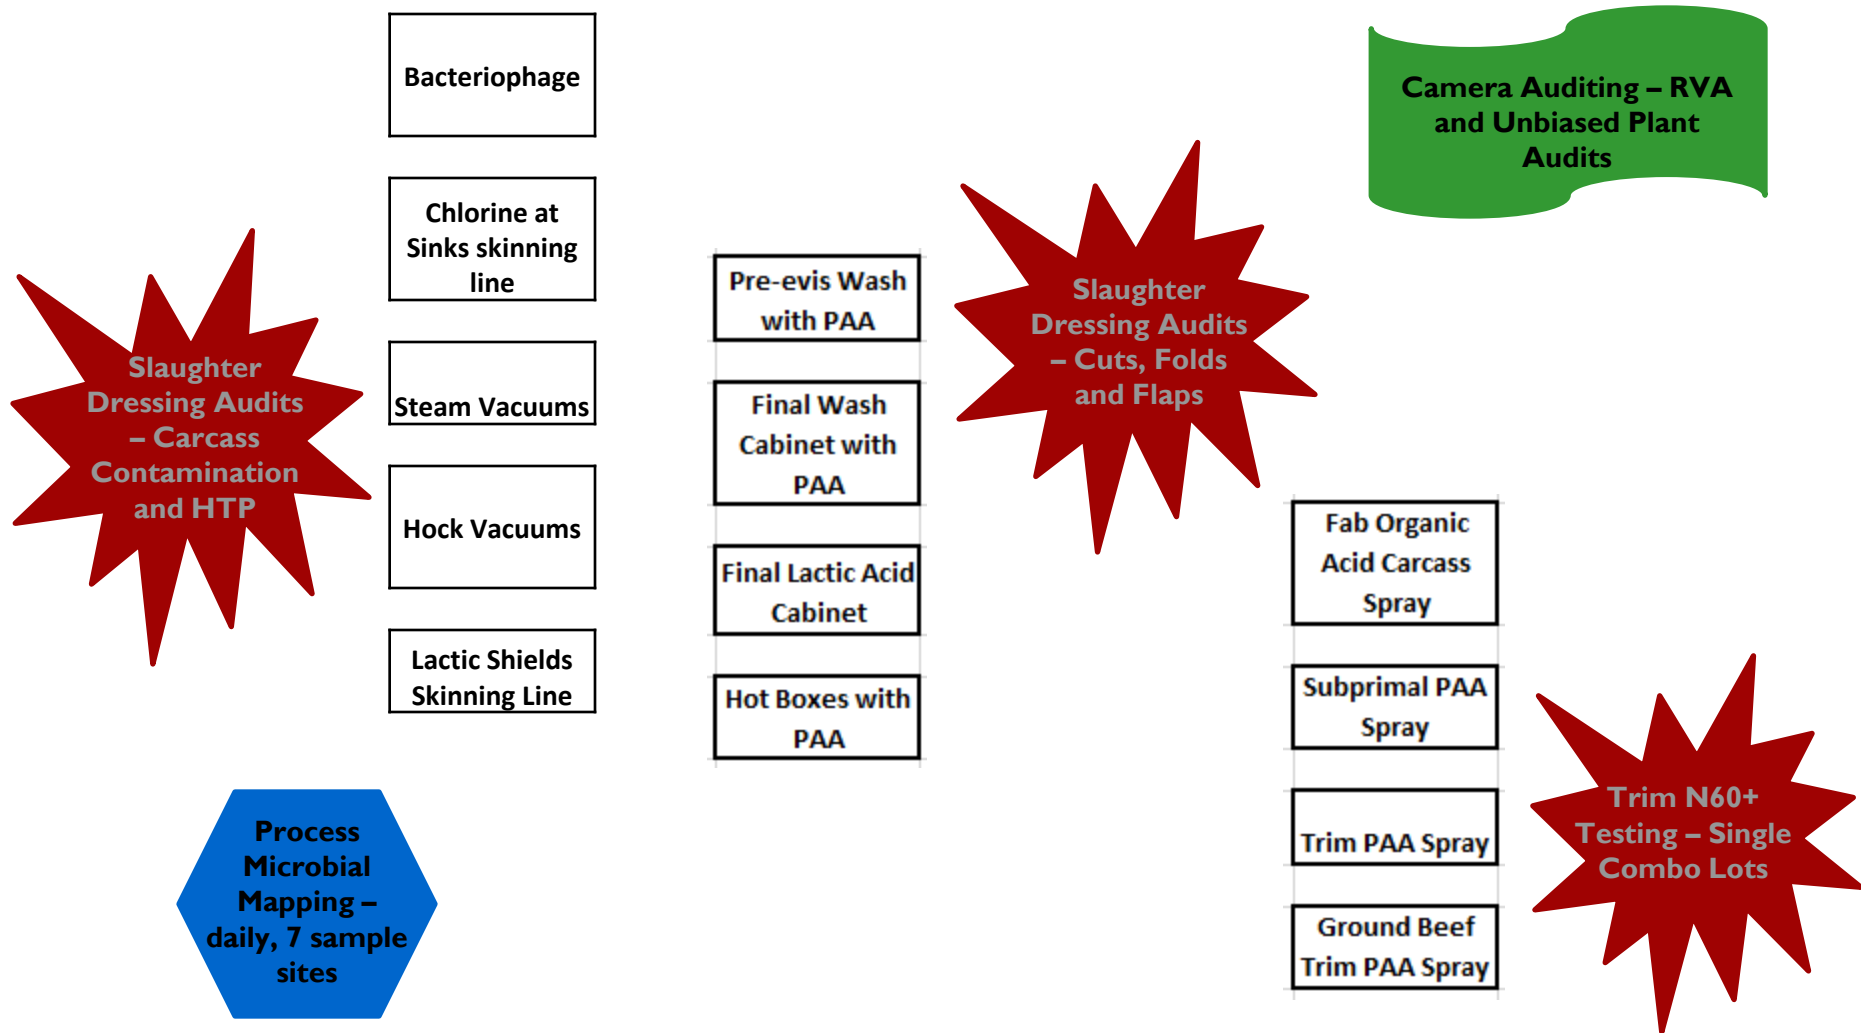 Bacteriophage
Chlorine at
Sinks skinning
line
Steam Vacuums
Hock Vacuums
Lactic Shields
Skinning Line
Slaughter
Dressing Audits
– Carcass
Contamination
and HTP
Process
Microbial
Mapping –
daily, 7 sample
sites
Pre-evis Wash
with PAA
Final Wash
Cabinet with
PAA
Final Lactic Acid
Cabinet
Hot Boxes with
PAA
Slaughter
Dressing Audits
– Cuts, Folds
and Flaps
Camera Auditing – RVA
and Unbiased Plant
Audits
Fab Organic
Acid Carcass
Spray
Subprimal PAA
Spray
Trim PAA Spray
Ground Beef
Trim PAA Spray
Trim N60+
Testing – Single
Combo Lots